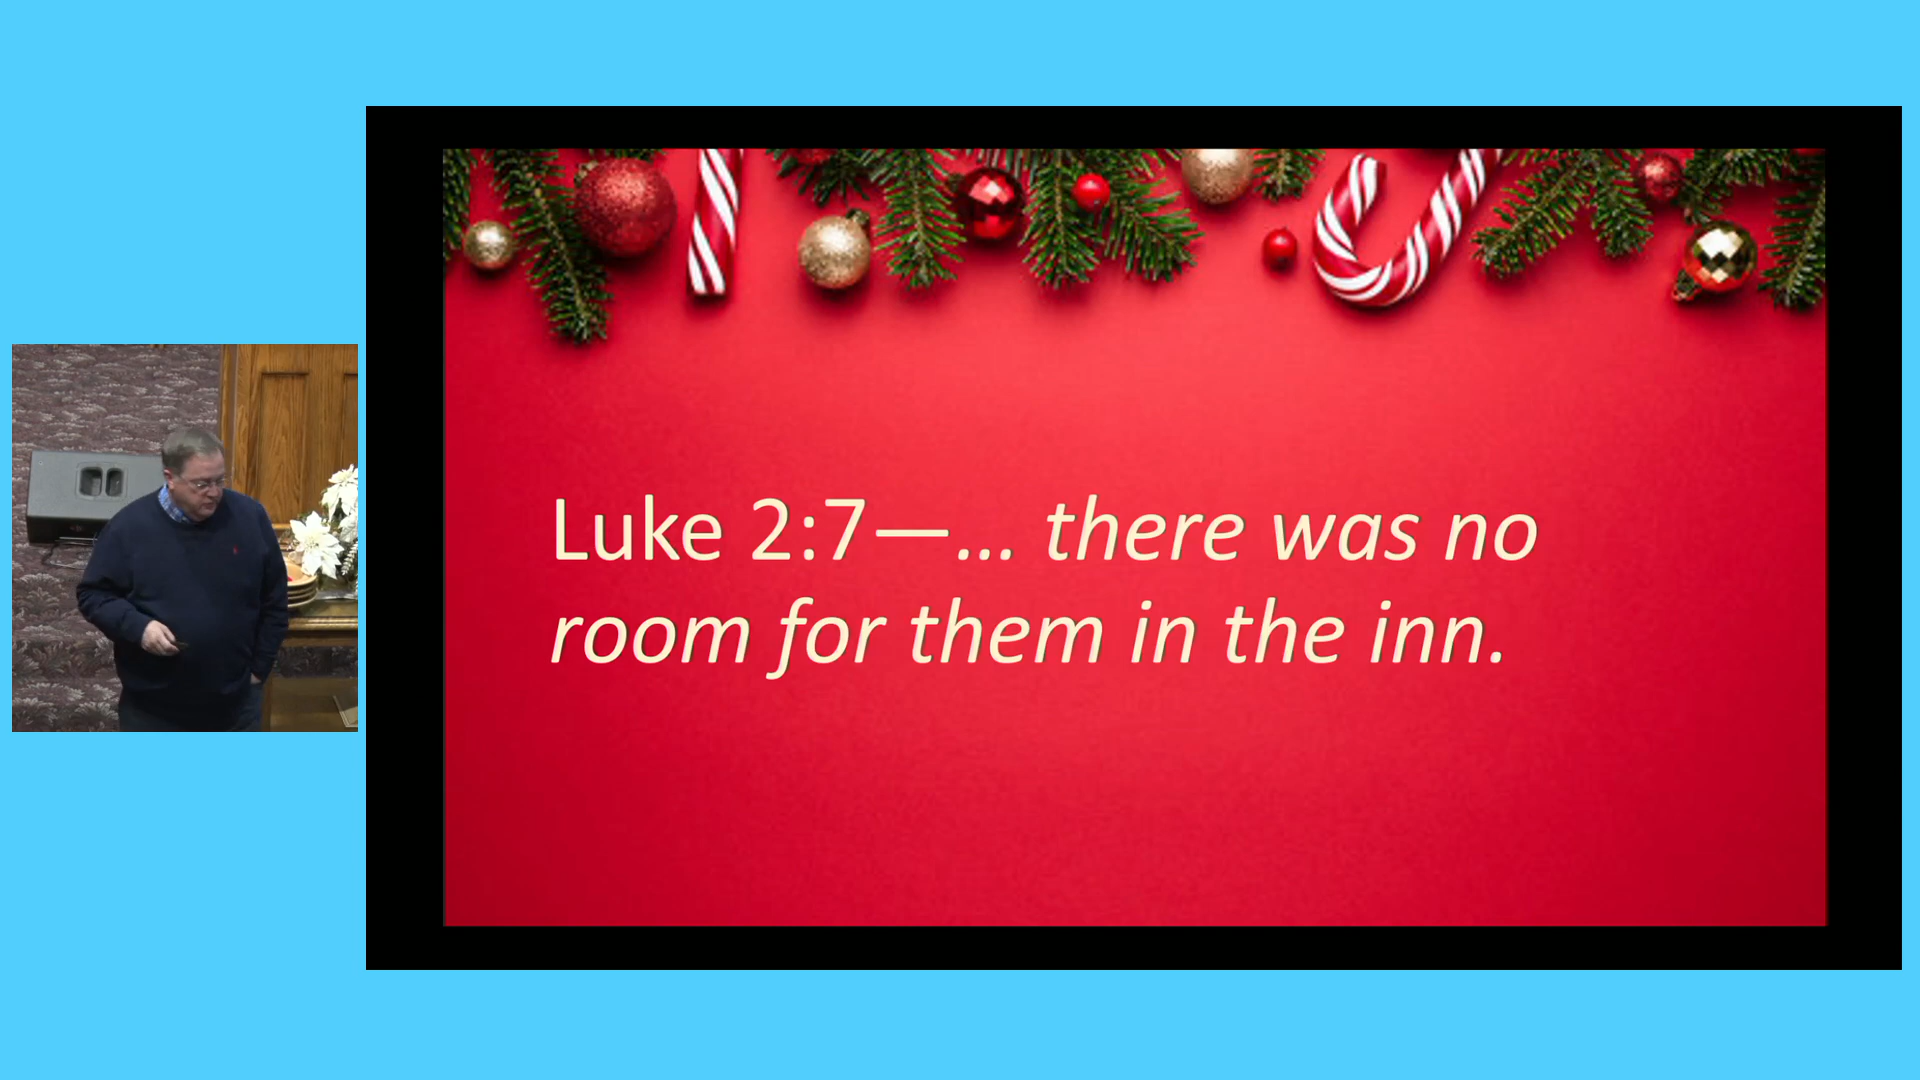 Luke 2:7—... there was no
room for them in the inn.